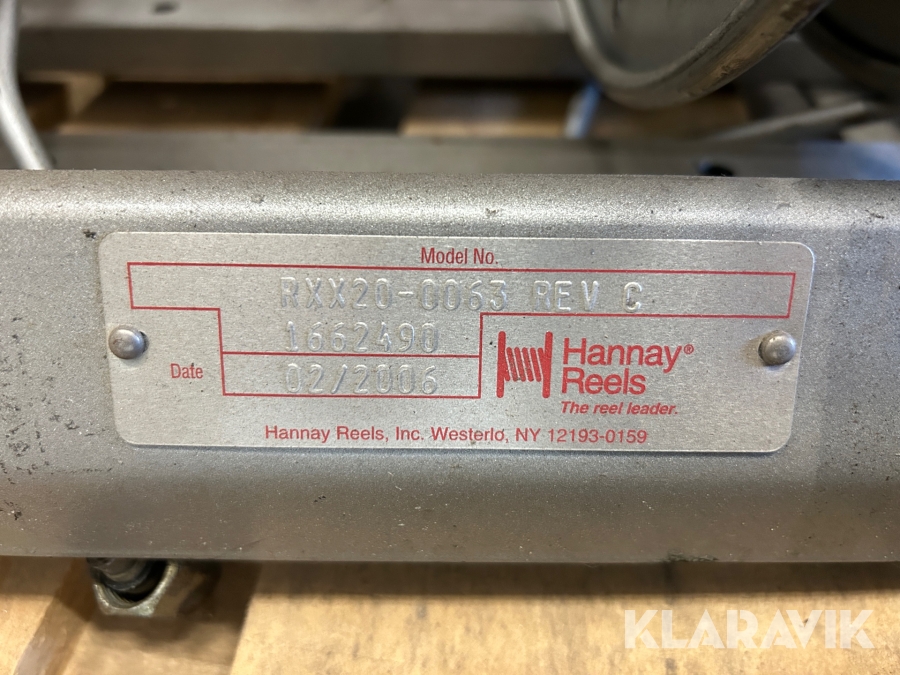 Model No.
RXX20-0063 REV C
1662490
Date 02/2006
Hannay®
Reels
The reel leader.
Hannay Reels, Inc. Westerlo, NY 12193-0159
KLARAVIK